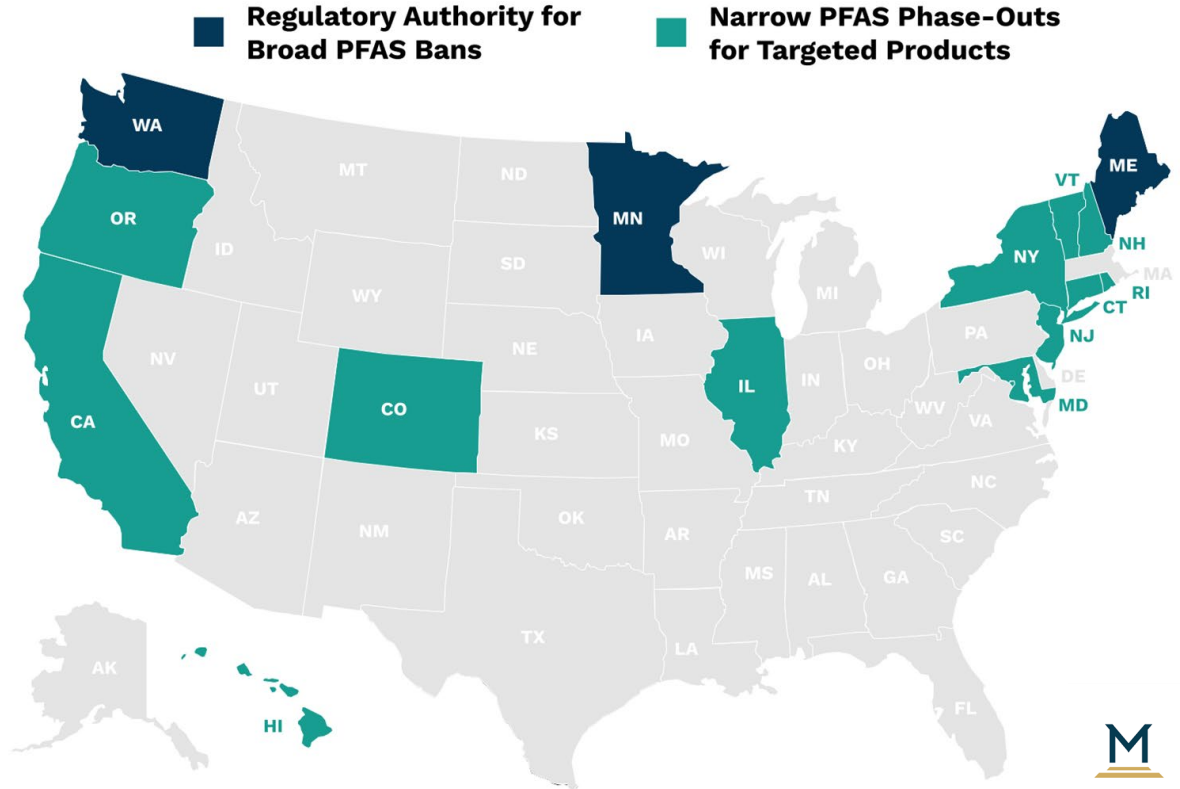 Regulatory Authority for
Broad PFAS Bans
Narrow PFAS Phase-Outs
for Targeted Products
WA
MT
ND
MN
ME
VT
OR
ID
SD
WI
NY
NH
MA
WY
MI
RI
CT
IA
PA
NJ
NV
NE
OH
DE
UT
IL
IN
CO
MD
CA
WV
VA
KS
MO
KY
NC
AZ
NM
OK
TN
AR
SC
MS
AL
GA
TX
LA
AK
FL
HI
M